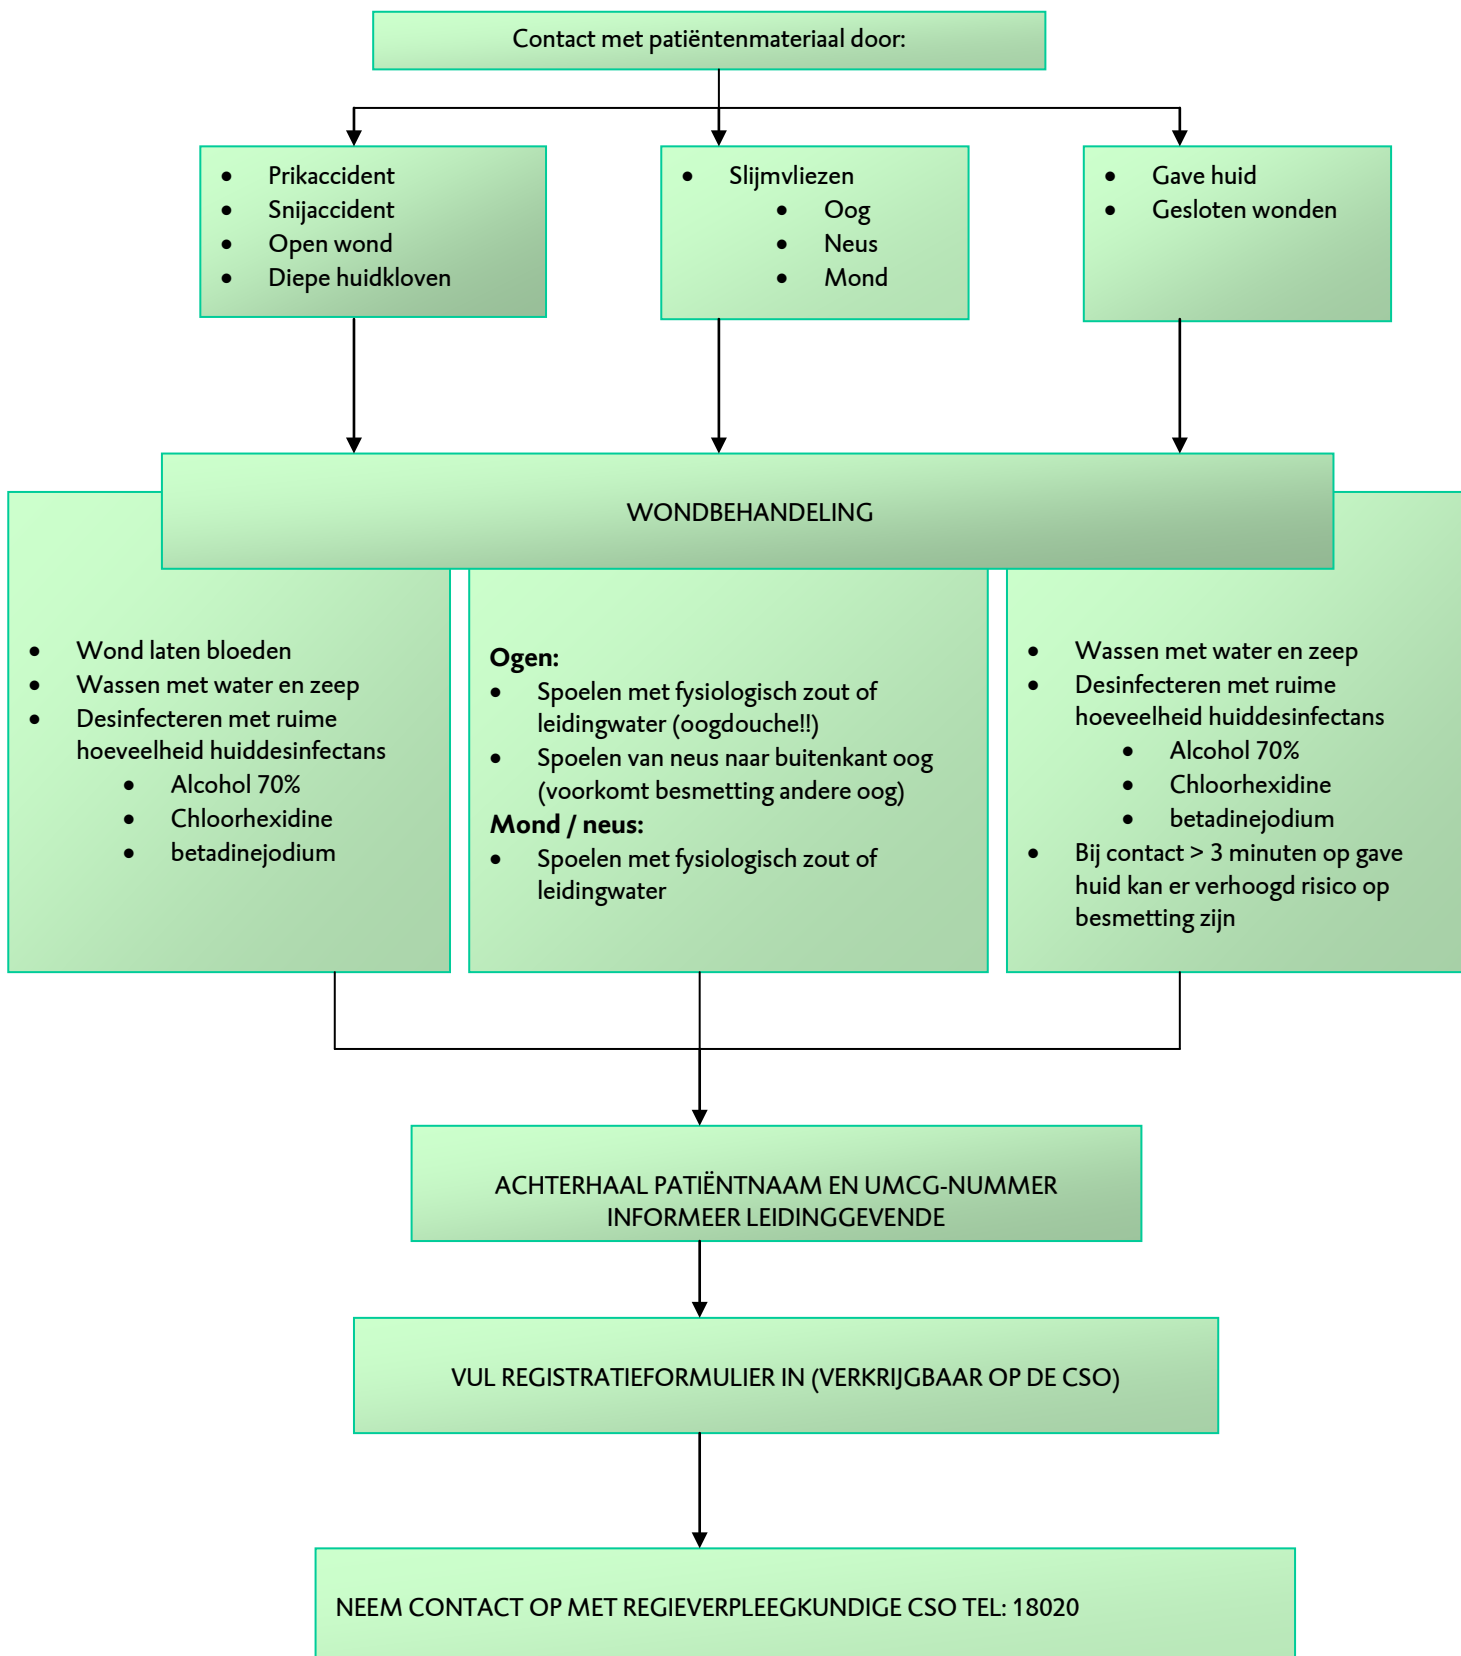 Contact met patiëntenmateriaal door:
• Prikaccident
• Snijaccident
• Open wond
• Diepe huidkloven
• Slijmvliezen
• Oog
• Neus
• Mond
• Gave huid
• Gesloten wonden
WONDBEHANDELING
• Wond laten bloeden
• Wassen met water en zeep
• Desinfecteren met ruime
hoeveelheid huiddesinfectans
• Alcohol 70%
• Chloorhexidine
• betadinejodium
Ogen:
• Spoelen met fysiologisch zout of
leidingwater (oogdouche!!)
• Spoelen van neus naar buitenkant oog
(voorkomt besmetting andere oog)
Mond / neus:
• Spoelen met fysiologisch zout of
leidingwater
• Wassen met water en zeep
• Desinfecteren met ruime
hoeveelheid huiddesinfectans
• Alcohol 70%
• Chloorhexidine
• betadinejodium
• Bij contact > 3 minuten op gave
huid kan er verhoogd risico op
besmetting zijn
ACHTERHAAL PATIËNTNAAM EN UMCG-NUMMER
INFORMEER LEIDINGGEVENDE
VUL REGISTRATIEFORMULIER IN (VERKRIJGBAAR OP DE CSO)
NEEM CONTACT OP MET REGIEVERPLEEGKUNDIGE CSO TEL: 18020